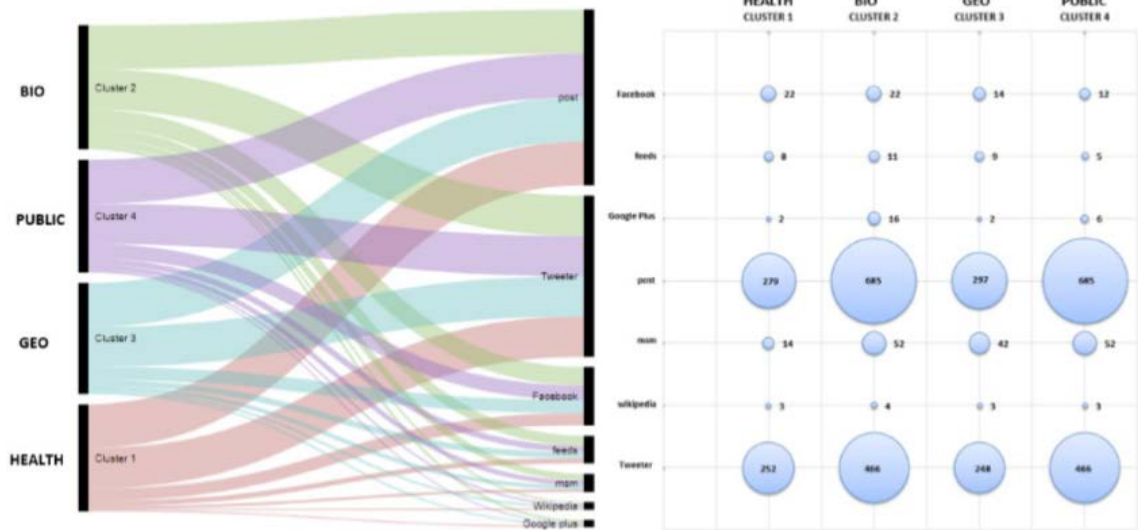 BIO
PUBLIC
GEO
HEALTH
Cluster 2
Cluster 4
Cluster 3
Cluster 1
post
Tweeter
Facebook
feeds
msm
Wikipedia
Google plus
HEALTH BIO GEO PUBLIC
CLUSTER 1 CLUSTER 2 CLUSTER 3 CLUSTER 4
Facebook 22 22 14 12
feeds 8 11 9 5
Google Plus 2 16 2 6
post 279 685 297 685
msm 14 52 42 52
wikipedia 3 4 3 3
Tweeter 252 466 248 466